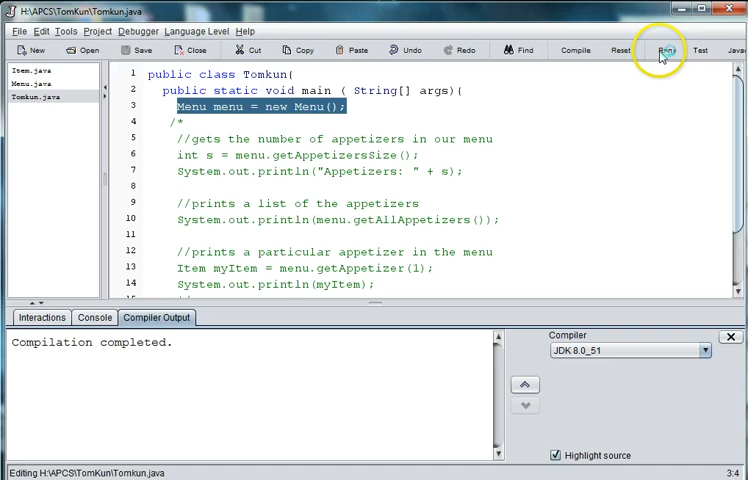 H:\APCS\TomKun\Tomkun.java
File Edit Tools Project Debugger Language Level Help
New Open Save Close Cut Copy Paste Undo Redo Find Compile Reset Run Test Java
Item.java
Menu.java
Tomkun.java
1 public class Tomkun{
2 public static void main ( String[] args){
3 Menu menu = new Menu();
4 /*
5 //gets the number of appetizers in our menu
6 int s = menu.getAppetizersSize();
7 System.out.println("Appetizers: " + s);
8
9 //prints a list of the appetizers
10 System.out.println(menu.getAllAppetizers());
11
12 //prints a particular appetizer in the menu
13 Item myItem = menu.getAppetizer(1);
14 System.out.println(myItem);
Interactions Console Compiler Output
Compilation completed.
Compiler
JDK 8.0_51
Highlight source
Editing H:\APCS\TomKun\Tomkun.java
3:4